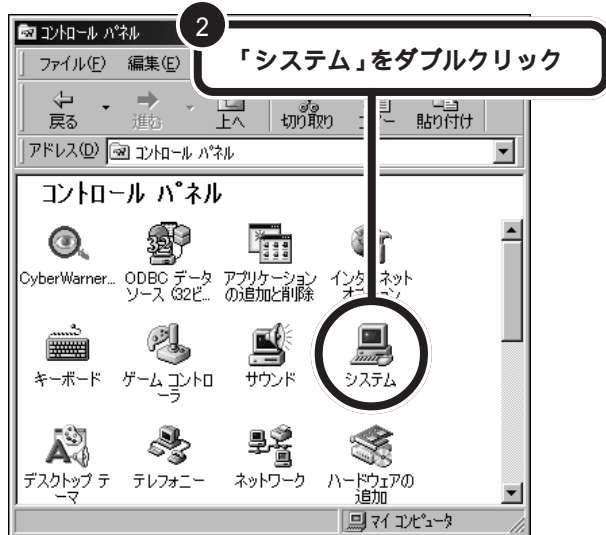 コントロール パネル
2
「システム」をダブルクリック
ファイル(F) 編集(E)
戻る 進む 上へ 切り取り 貼り付け
アドレス(D) コントロール パネル
コントロール パネル
CyberWarner... ODBC データ アプリケーション
ソース (32ビ... の追加と削除
キーボード ゲーム コントロ サウンド システム
ーラ
デスクトップ テ テレフォニー ネットワーク ハードウェアの
ーマ 追加
マイ コンピュータ